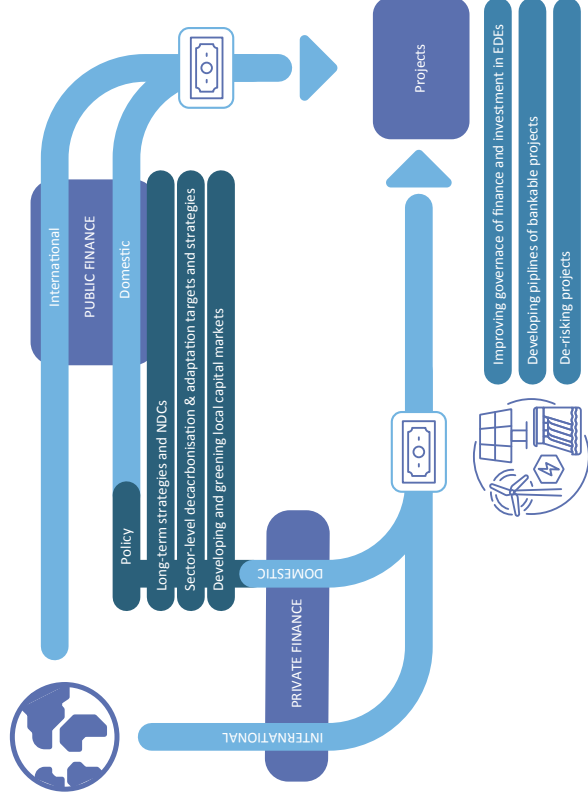 International
PUBLIC FINANCE
Domestic
Policy
Long-term strategies and NDCs
Sector-level decacrbonisation & adaptation targets and strategies
Developing and greening local capital markets
DOMESTIC
PRIVATE FINANCE
INTERNATIONAL
Projects
Improving governace of finance and investment in EDEs
Developing piplines of bankable projects
De-risking projects